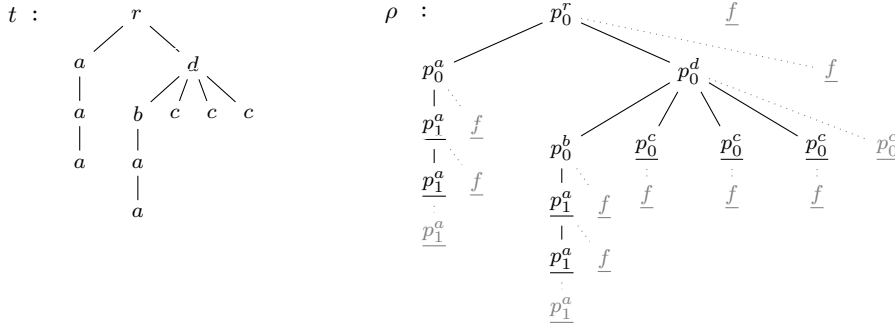 t : r ρ : p_0^r f
a d p_0^a p_0^d f
a b c c c p_1^a f p_0^b p_0^c p_0^c p_0^c p_0^c
a a p_1^a f p_1^a f f f f
a p_1^a p_1^a f
p_1^a